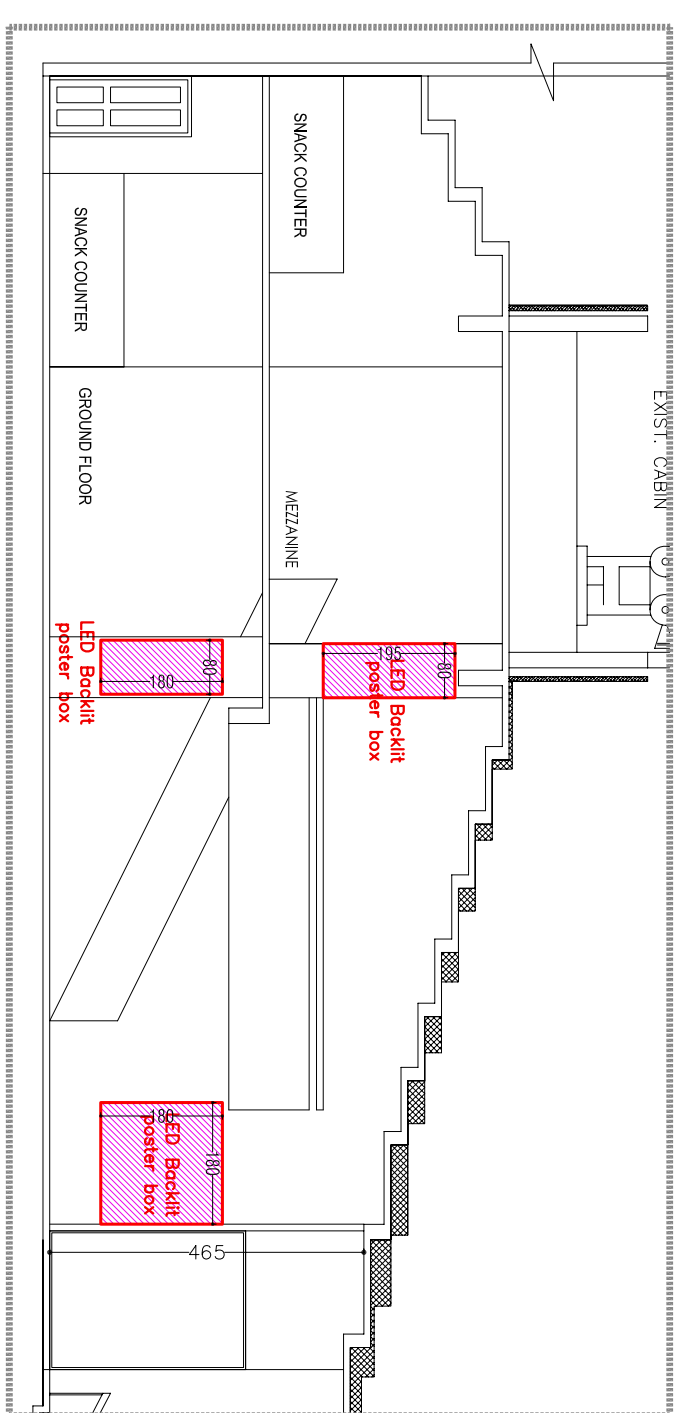 SNACK COUNTER
SNACK COUNTER
EXIST. CABIN
GROUND FLOOR
MEZZANINE
LED Backlit
poster box
80
180
195
80
LED Backlit
poster box
180
180
LED Backlit
poster box
465